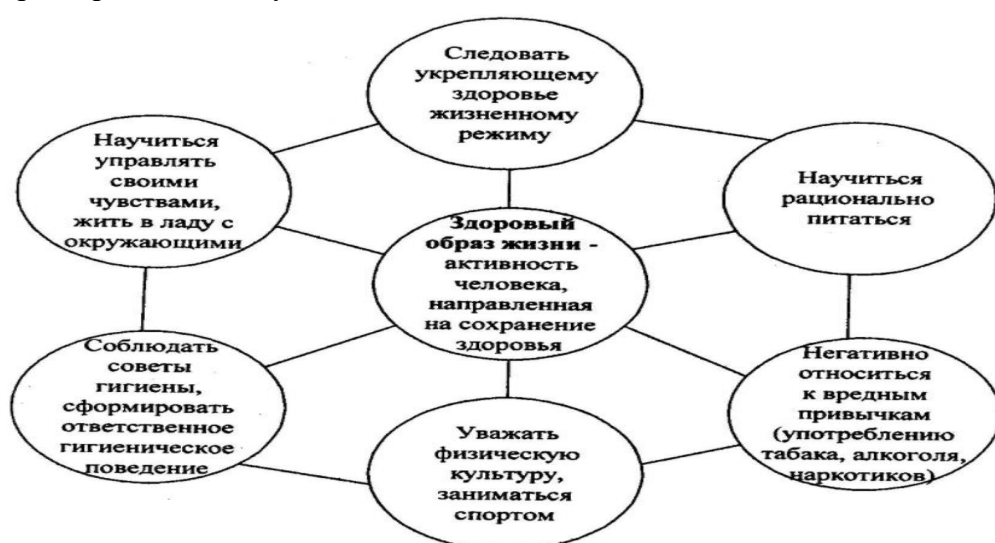 Следовать
укрепляющему
здоровье
жизненному
режиму
Научиться
управлять
своими
чувствами,
жить в ладу с
окружающими
Научиться
рационально
питаться
Здоровый
образ жизни -
активность
человека,
направленная
на сохранение
здоровья
Соблюдать
советы
гигиены,
сформировать
ответственное
гигиеническое
поведение
Негативно
относиться
к вредным
привычкам
(употреблению
табака, алкоголя,
наркотиков)
Уважать
физическую
культуру,
заниматься
спортом